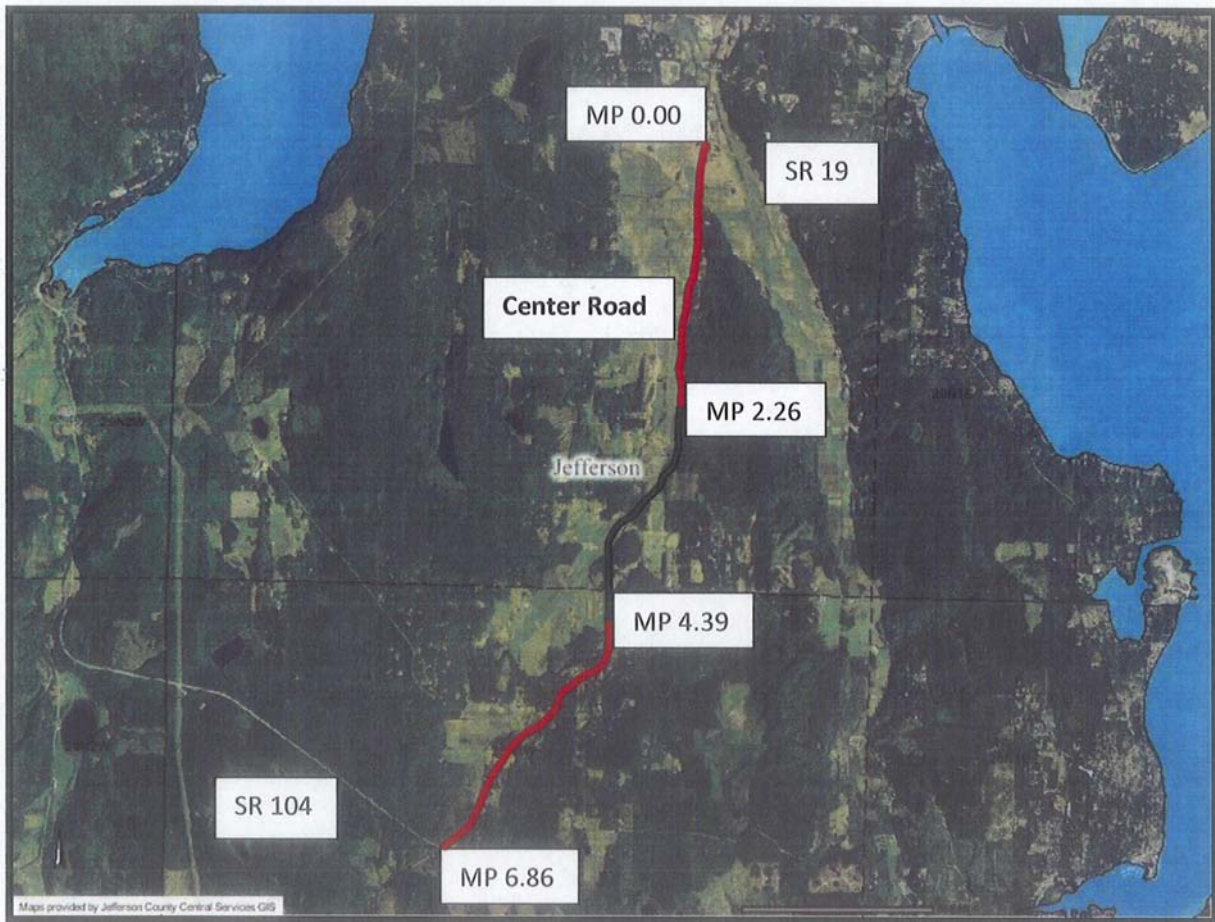 MP 0.00
SR 19
Center Road
MP 2.26
Jefferson
MP 4.39
SR 104
MP 6.86
Maps provided by Jefferson County Central Services GIS